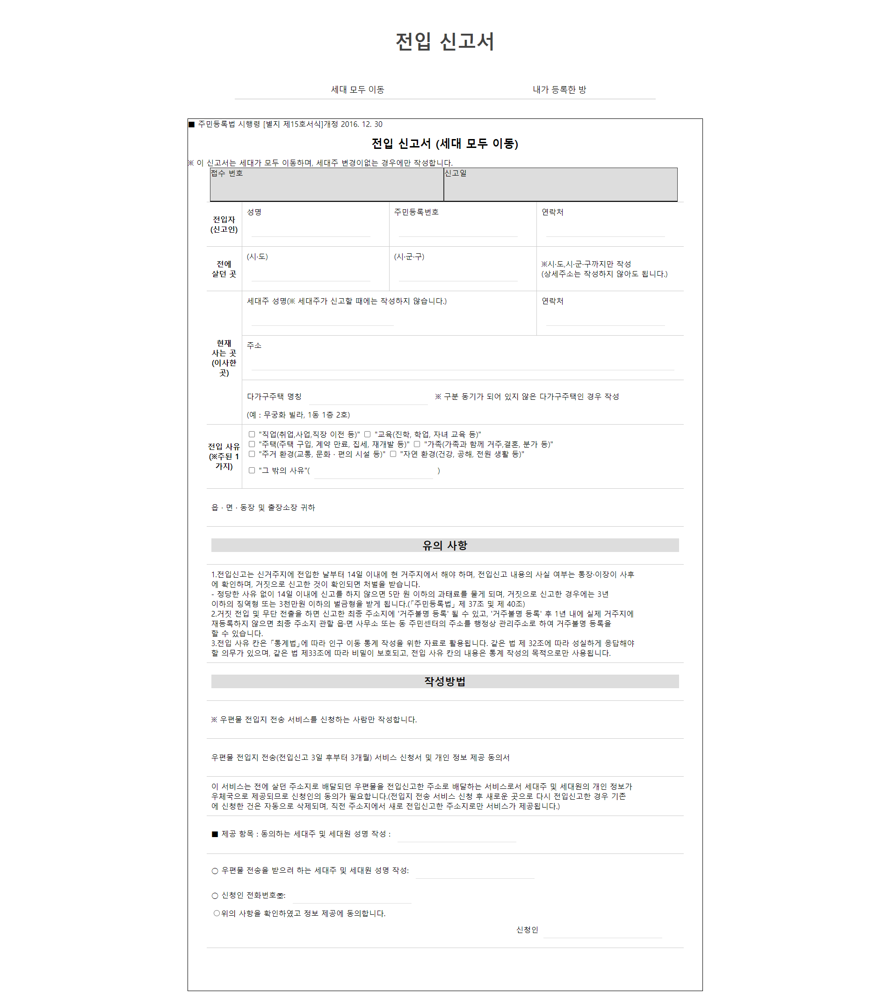 전입 신고서
세대 모두 이동 내가 등록한 방
■ 주민등록법 시행령 [별지 제15호서식]개정 2016. 12. 30
전입 신고서 (세대 모두 이동)
※ 이 신고서는 세대가 모두 이동하며, 세대주 변경이없는 경우에만 작성합니다.
접수 번호 신고일
전입자
(신고인)
성명 주민등록번호 연락처
전에
살던 곳
(시·도) (시·군·구)
※시·도,시·군·구까지만 작성
(상세주소는 작성하지 않아도 됩니다.)
현재
사는 곳
(이사한
곳)
세대주 성명(※ 세대주가 신고할 때에는 작성하지 않습니다.) 연락처
주소
다가구주택 명칭 ※ 구분 동기가 되어 있지 않은 다가구주택인 경우 작성
(예 : 무궁화 빌라, 1동 1층 2호)
전입 사유
(※주된 1
가지)
☐ "직업(취업,사업,직장 이전 등)" ☐ "교육(진학, 학업, 자녀 교육 등)"
☐ "주택(주택 구입, 계약 만료, 집세, 재개발 등)" ☐ "가족(가족과 함께 거주,결혼, 분가 등)"
☐ "주거 환경(교통, 문화 · 편의 시설 등)" ☐ "자연 환경(건강, 공해, 전원 생활 등)"
☐ "그 밖의 사유"( )
읍 · 면 · 동장 및 출장소장 귀하
유의 사항
1.전입신고는 신거주지에 전입한 날부터 14일 이내에 현 거주지에서 해야 하며, 전입신고 내용의 사실 여부는 통장·이장이 사후
에 확인하며, 거짓으로 신고한 것이 확인되면 처벌을 받습니다.
- 정당한 사유 없이 14일 이내에 신고를 하지 않으면 5만 원 이하의 과태료를 물게 되며, 거짓으로 신고한 경우에는 3년
이하의 징역형 또는 3천만원 이하의 벌금형을 받게 됩니다.(「주민등록법」 제 37조 및 제 40조)
2.거짓 전입 및 무단 전출을 하면 신고한 최종 주소지에 '거주불명 등록' 될 수 있고, '거주불명 등록' 후 1년 내에 실제 거주지에
재등록하지 않으면 최종 주소지 관할 읍·면 사무소 또는 동 주민센터의 주소를 행정상 관리주소로 하여 거주불명 등록을
할 수 있습니다.
3.전입 사유 칸은 「통계법」에 따라 인구 이동 통계 작성을 위한 자료로 활용됩니다. 같은 법 제 32조에 따라 성실하게 응답해야
할 의무가 있으며, 같은 법 제33조에 따라 비밀이 보호되고, 전입 사유 칸의 내용은 통계 작성의 목적으로만 사용됩니다.
작성방법
※ 우편물 전입지 전송 서비스를 신청하는 사람만 작성합니다.
우편물 전입지 전송(전입신고 3일 후부터 3개월) 서비스 신청서 및 개인 정보 제공 동의서
이 서비스는 전에 살던 주소지로 배달되던 우편물을 전입신고한 주소로 배달하는 서비스로서 세대주 및 세대원의 개인 정보가
우체국으로 제공되므로 신청인의 동의가 필요합니다.(전입지 전송 서비스 신청 후 새로운 곳으로 다시 전입신고한 경우 기존
에 신청한 건은 자동으로 삭제되며, 직전 주소지에서 새로 전입신고한 주소지로만 서비스가 제공됩니다.)
■ 제공 항목 : 동의하는 세대주 및 세대원 성명 작성 :
○ 우편물 전송을 받으려 하는 세대주 및 세대원 성명 작성:
○ 신청인 전화번호☎:
○위의 사항을 확인하였고 정보 제공에 동의합니다.
신청인